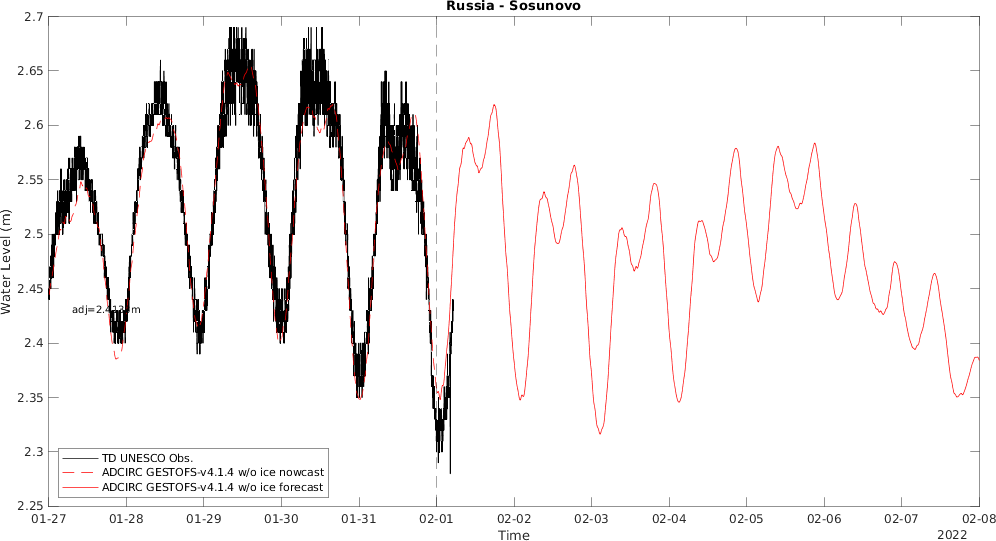 Russia - Sosunovo
2.7
2.65
2.6
2.55
2.5
2.45
2.4
2.35
2.3
2.25
Water Level (m)
TD UNESCO Obs.
ADCIRC GESTOFS-v4.1.4 w/o ice nowcast
ADCIRC GESTOFS-v4.1.4 w/o ice forecast
01-27 01-28 01-29 01-30 01-31 02-01 02-02 02-03 02-04 02-05 02-06 02-07 02-08
Time
2022